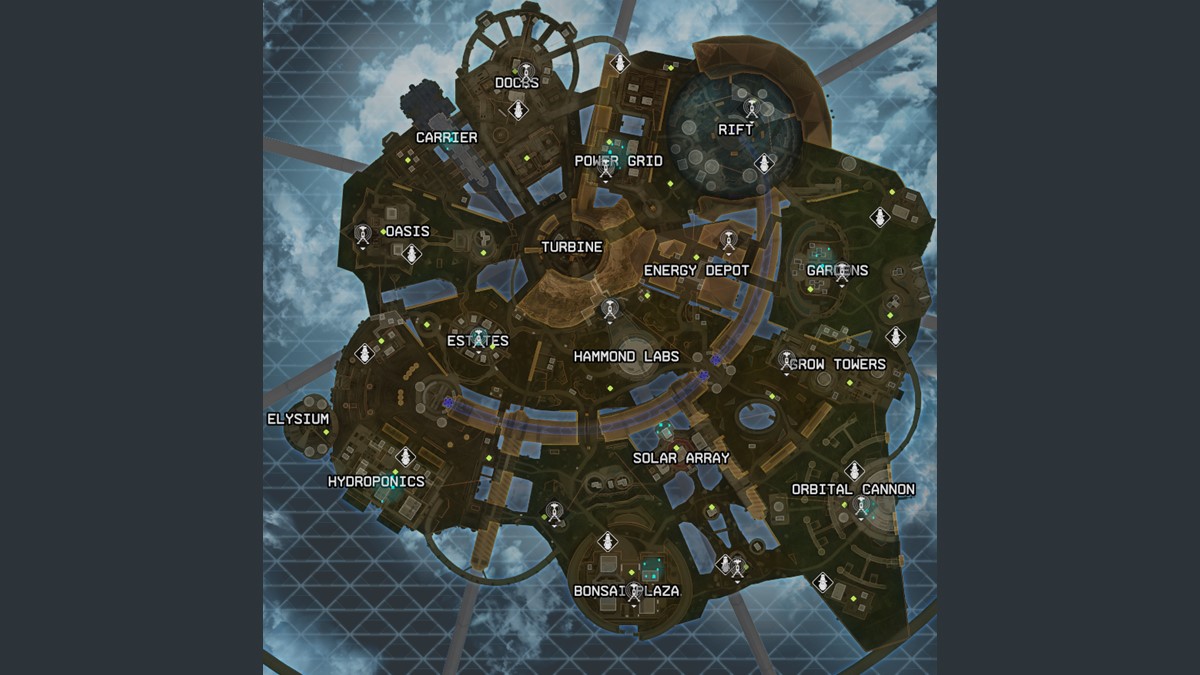 DOCKS
CARRIER
RIFT
POWER GRID
OASIS
TURBINE
ENERGY DEPOT
GARDENS
ESTATES
HAMMOND LABS
GROW TOWERS
ELYSIUM
SOLAR ARRAY
HYDROPONICS
ORBITAL CANNON
BONSAI PLAZA